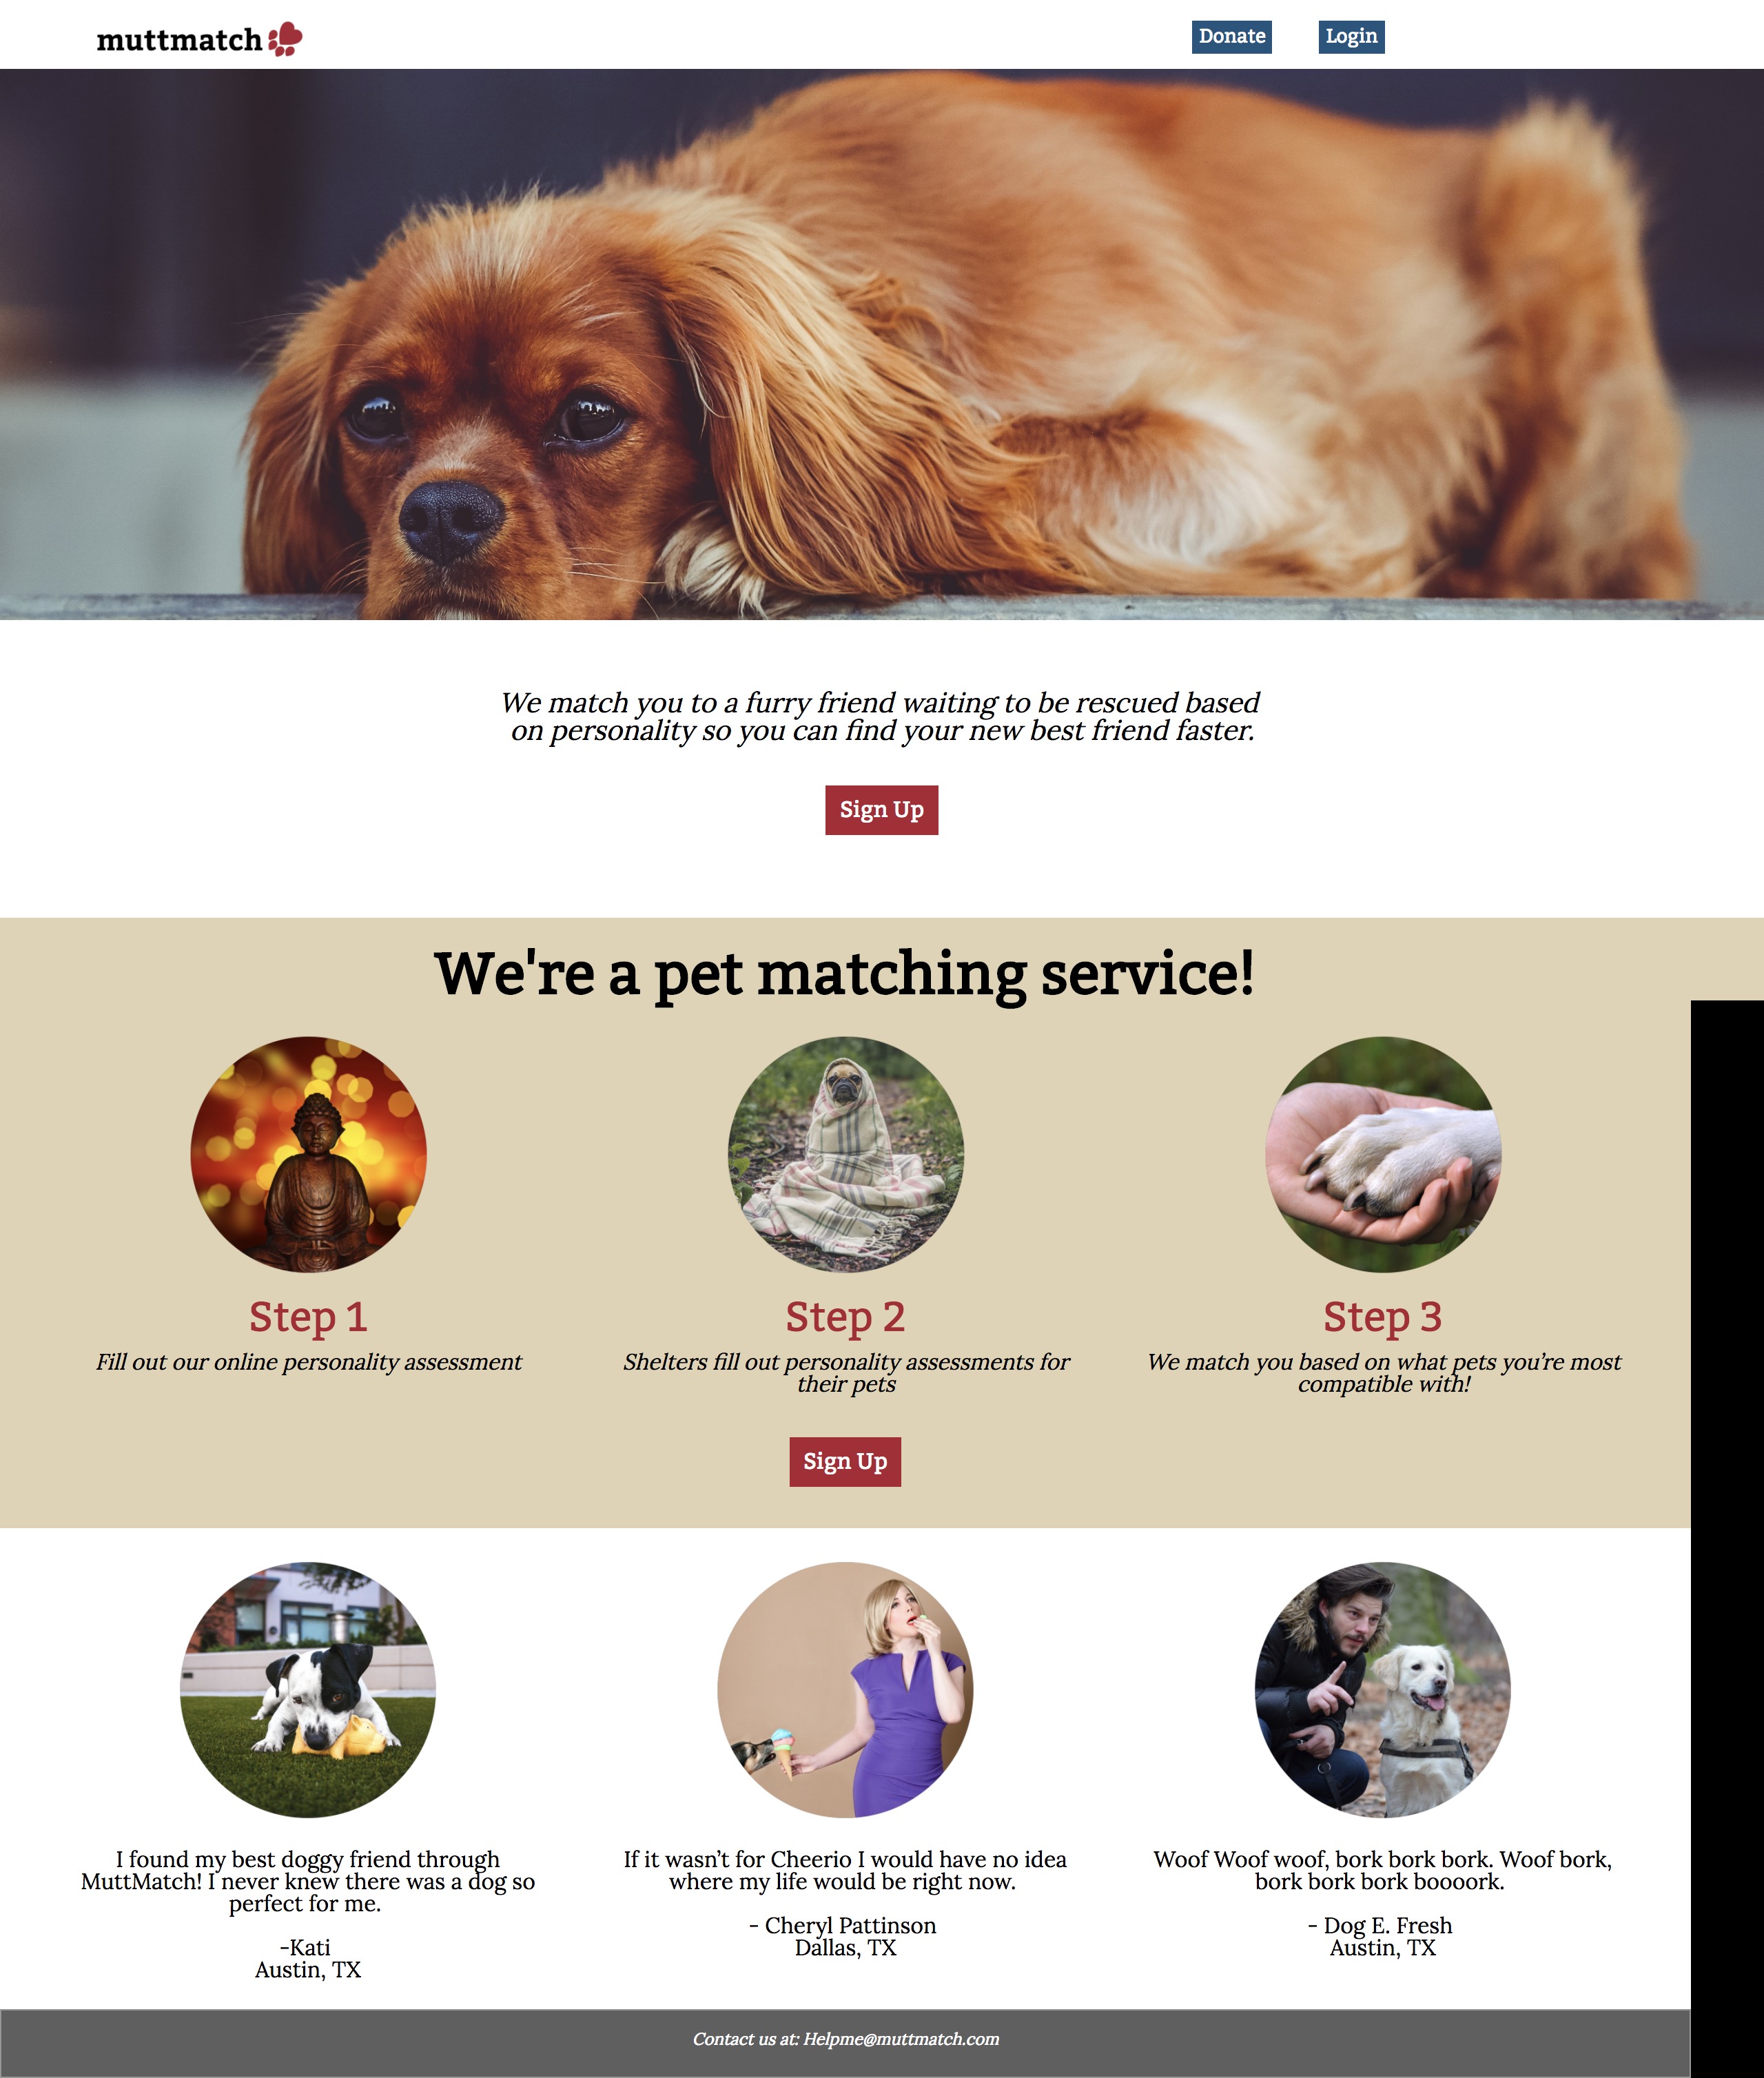 muttmatch
Donate
Login
We match you to a furry friend waiting to be rescued based
on personality so you can find your new best friend faster.
Sign Up
We're a pet matching service!
Step 1
Fill out our online personality assessment
Step 2
Shelters fill out personality assessments for
their pets
Step 3
We match you based on what pets you’re most
compatible with!
Sign Up
I found my best doggy friend through
MuttMatch! I never knew there was a dog so
perfect for me.
-Kati
Austin, TX
If it wasn’t for Cheerio I would have no idea
where my life would be right now.
- Cheryl Pattinson
Dallas, TX
Woof Woof woof, bork bork bork. Woof bork,
bork bork bork boooork.
- Dog E. Fresh
Austin, TX
Contact us at: Helpme@muttmatch.com